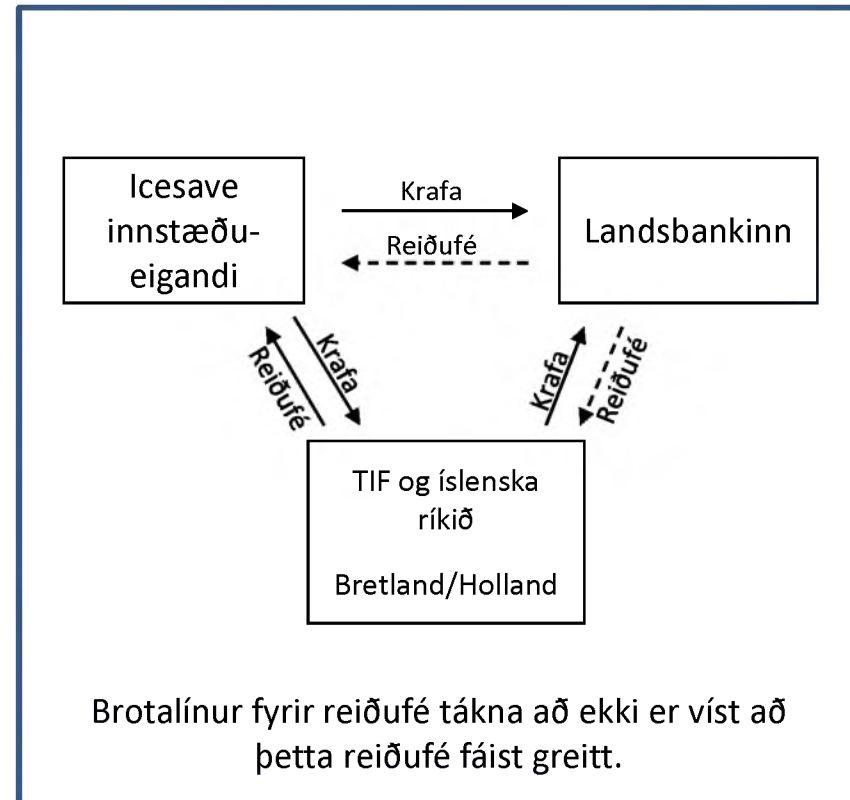 Icesave
innstæðu-
eigandi
Krafa
Reiðufé
Landsbankinn
Krafa
Reiðufé
Krafa
Reiðufé
TIF og íslenska
ríkið
Bretland/Holland
Brotalínur fyrir reiðufé tákna að ekki er víst að
þetta reiðufé fáist greitt.